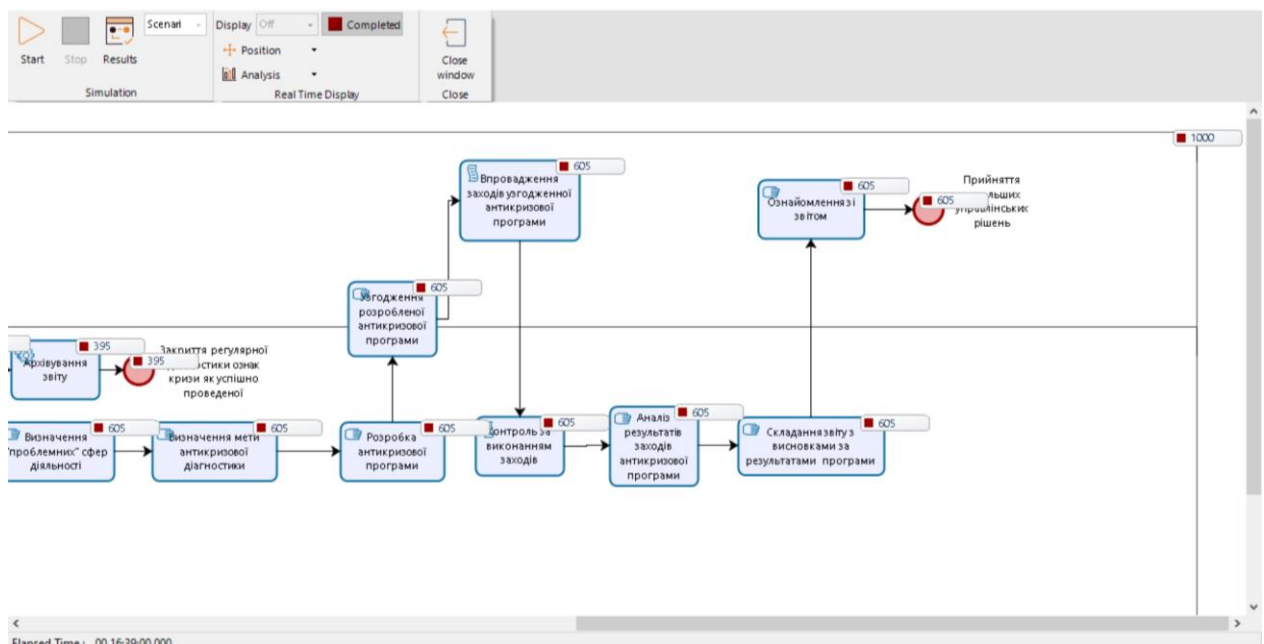 Scenari
Display Off
Completed
Start
Stop
Results
Position
Analysis
Close
window
Simulation
Real Time Display
Close
1000
605
Впровадження
заходів узгодженної
антикризової
програми
605
Ознайомлення зі
звітом
605
Прийняття
управлінських
рішень
605
Узгодження
розробленої
антикризової
програми
395
Архівування
звіту
395
Закриття регулярної
ознак
кризи як успішно
проведеної
605
Визначення
"проблемних" сфер
діяльності
605
Визначення мети
антикризової
діагностики
605
Розробка
антикризової
програми
605
Контроль за
виконанням
заходів
605
Аналіз
результатів
заходів
антикризової
програми
605
Складання звіту з
висновками за
результатами програми
Elapsed Time : 00.16:39:00.000